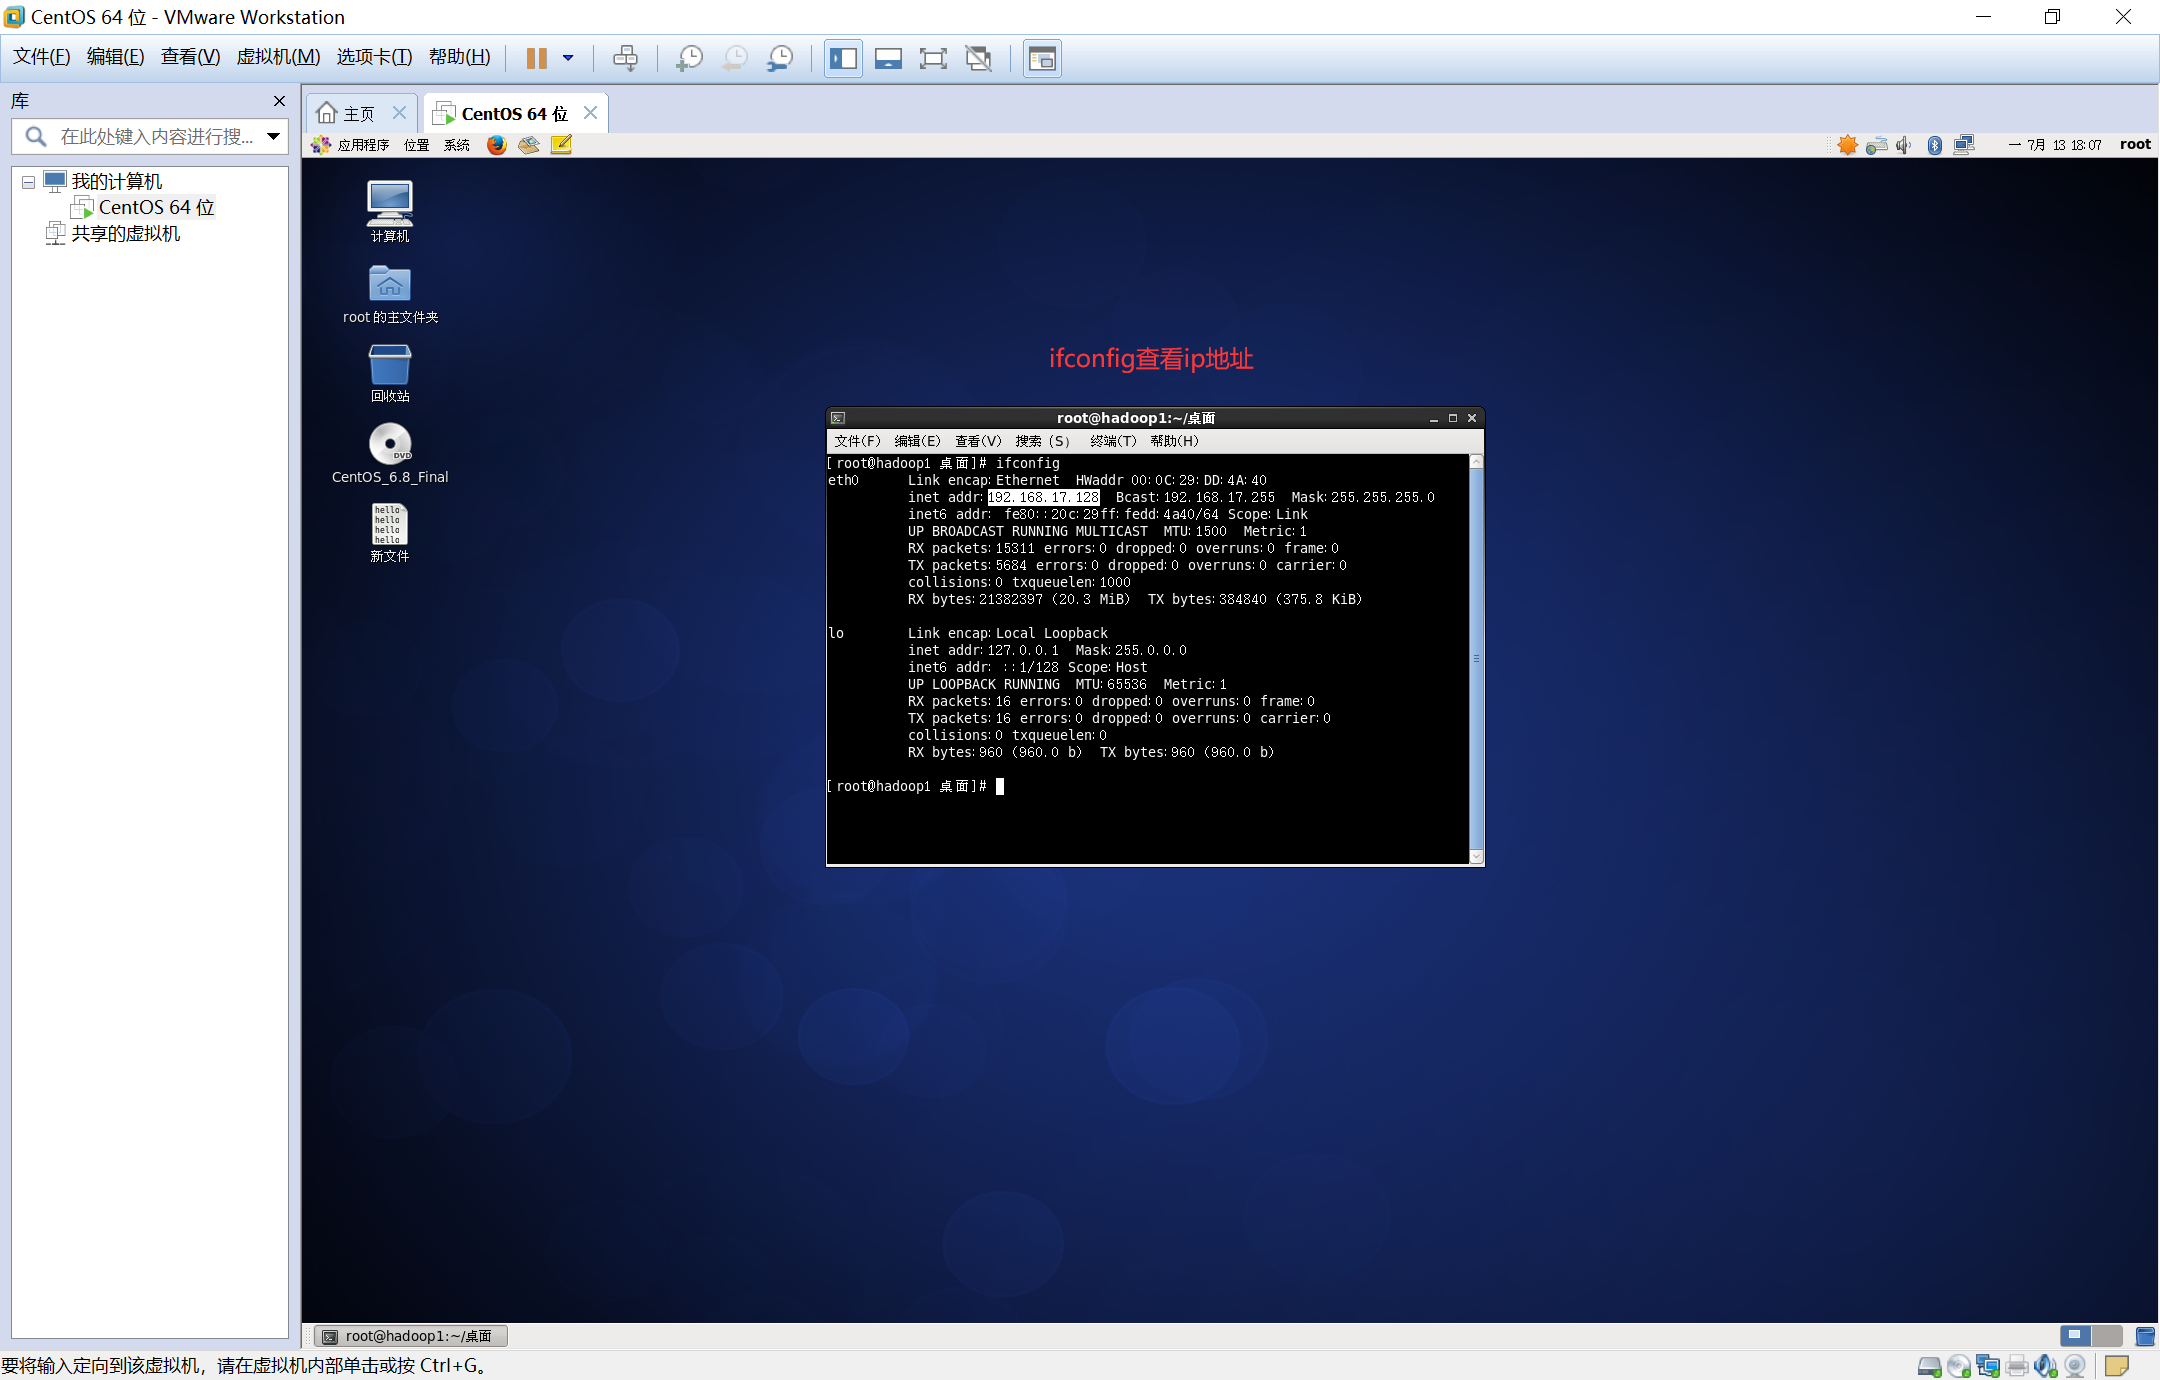 CentOS 64 位 - VMware Workstation
文件(F) 编辑(E) 查看(V) 虚拟机(M) 选项卡(T) 帮助(H)
库
在此处键入内容进行搜...
我的计算机
CentOS 64 位
共享的虚拟机
主页
CentOS 64 位
应用程序 位置 系统
一 7月 13 18:07 root
计算机
root 的主文件夹
回收站
DVD
CentOS_6.8_Final
hello
hello
hello
hello
新文件
ifconfig查看ip地址
root@hadoop1:~/桌面
文件(F) 编辑(E) 查看(V) 搜索 (S) 终端(T) 帮助(H)
[root@hadoop1 桌面]# ifconfig
eth0 Link encap:Ethernet HWaddr 00:0C:29:DD:4A:40
inet addr:192.168.17.128 Bcast:192.168.17.255 Mask:255.255.255.0
inet6 addr: fe80::20c:29ff:fedd:4a40/64 Scope:Link
UP BROADCAST RUNNING MULTICAST MTU:1500 Metric:1
RX packets:15311 errors:0 dropped:0 overruns:0 frame:0
TX packets:5684 errors:0 dropped:0 overruns:0 carrier:0
collisions:0 txqueuelen:1000
RX bytes:21382397 (20.3 MiB) TX bytes:384840 (375.8 KiB)
lo Link encap:Local Loopback
inet addr:127.0.0.1 Mask:255.0.0.0
inet6 addr: ::1/128 Scope:Host
UP LOOPBACK RUNNING MTU:65536 Metric:1
RX packets:16 errors:0 dropped:0 overruns:0 frame:0
TX packets:16 errors:0 dropped:0 overruns:0 carrier:0
collisions:0 txqueuelen:0
RX bytes:960 (960.0 b) TX bytes:960 (960.0 b)
[root@hadoop1 桌面]#
root@hadoop1:~/桌面
要将输入定向到该虚拟机，请在虚拟机内部单击或按 Ctrl+G。